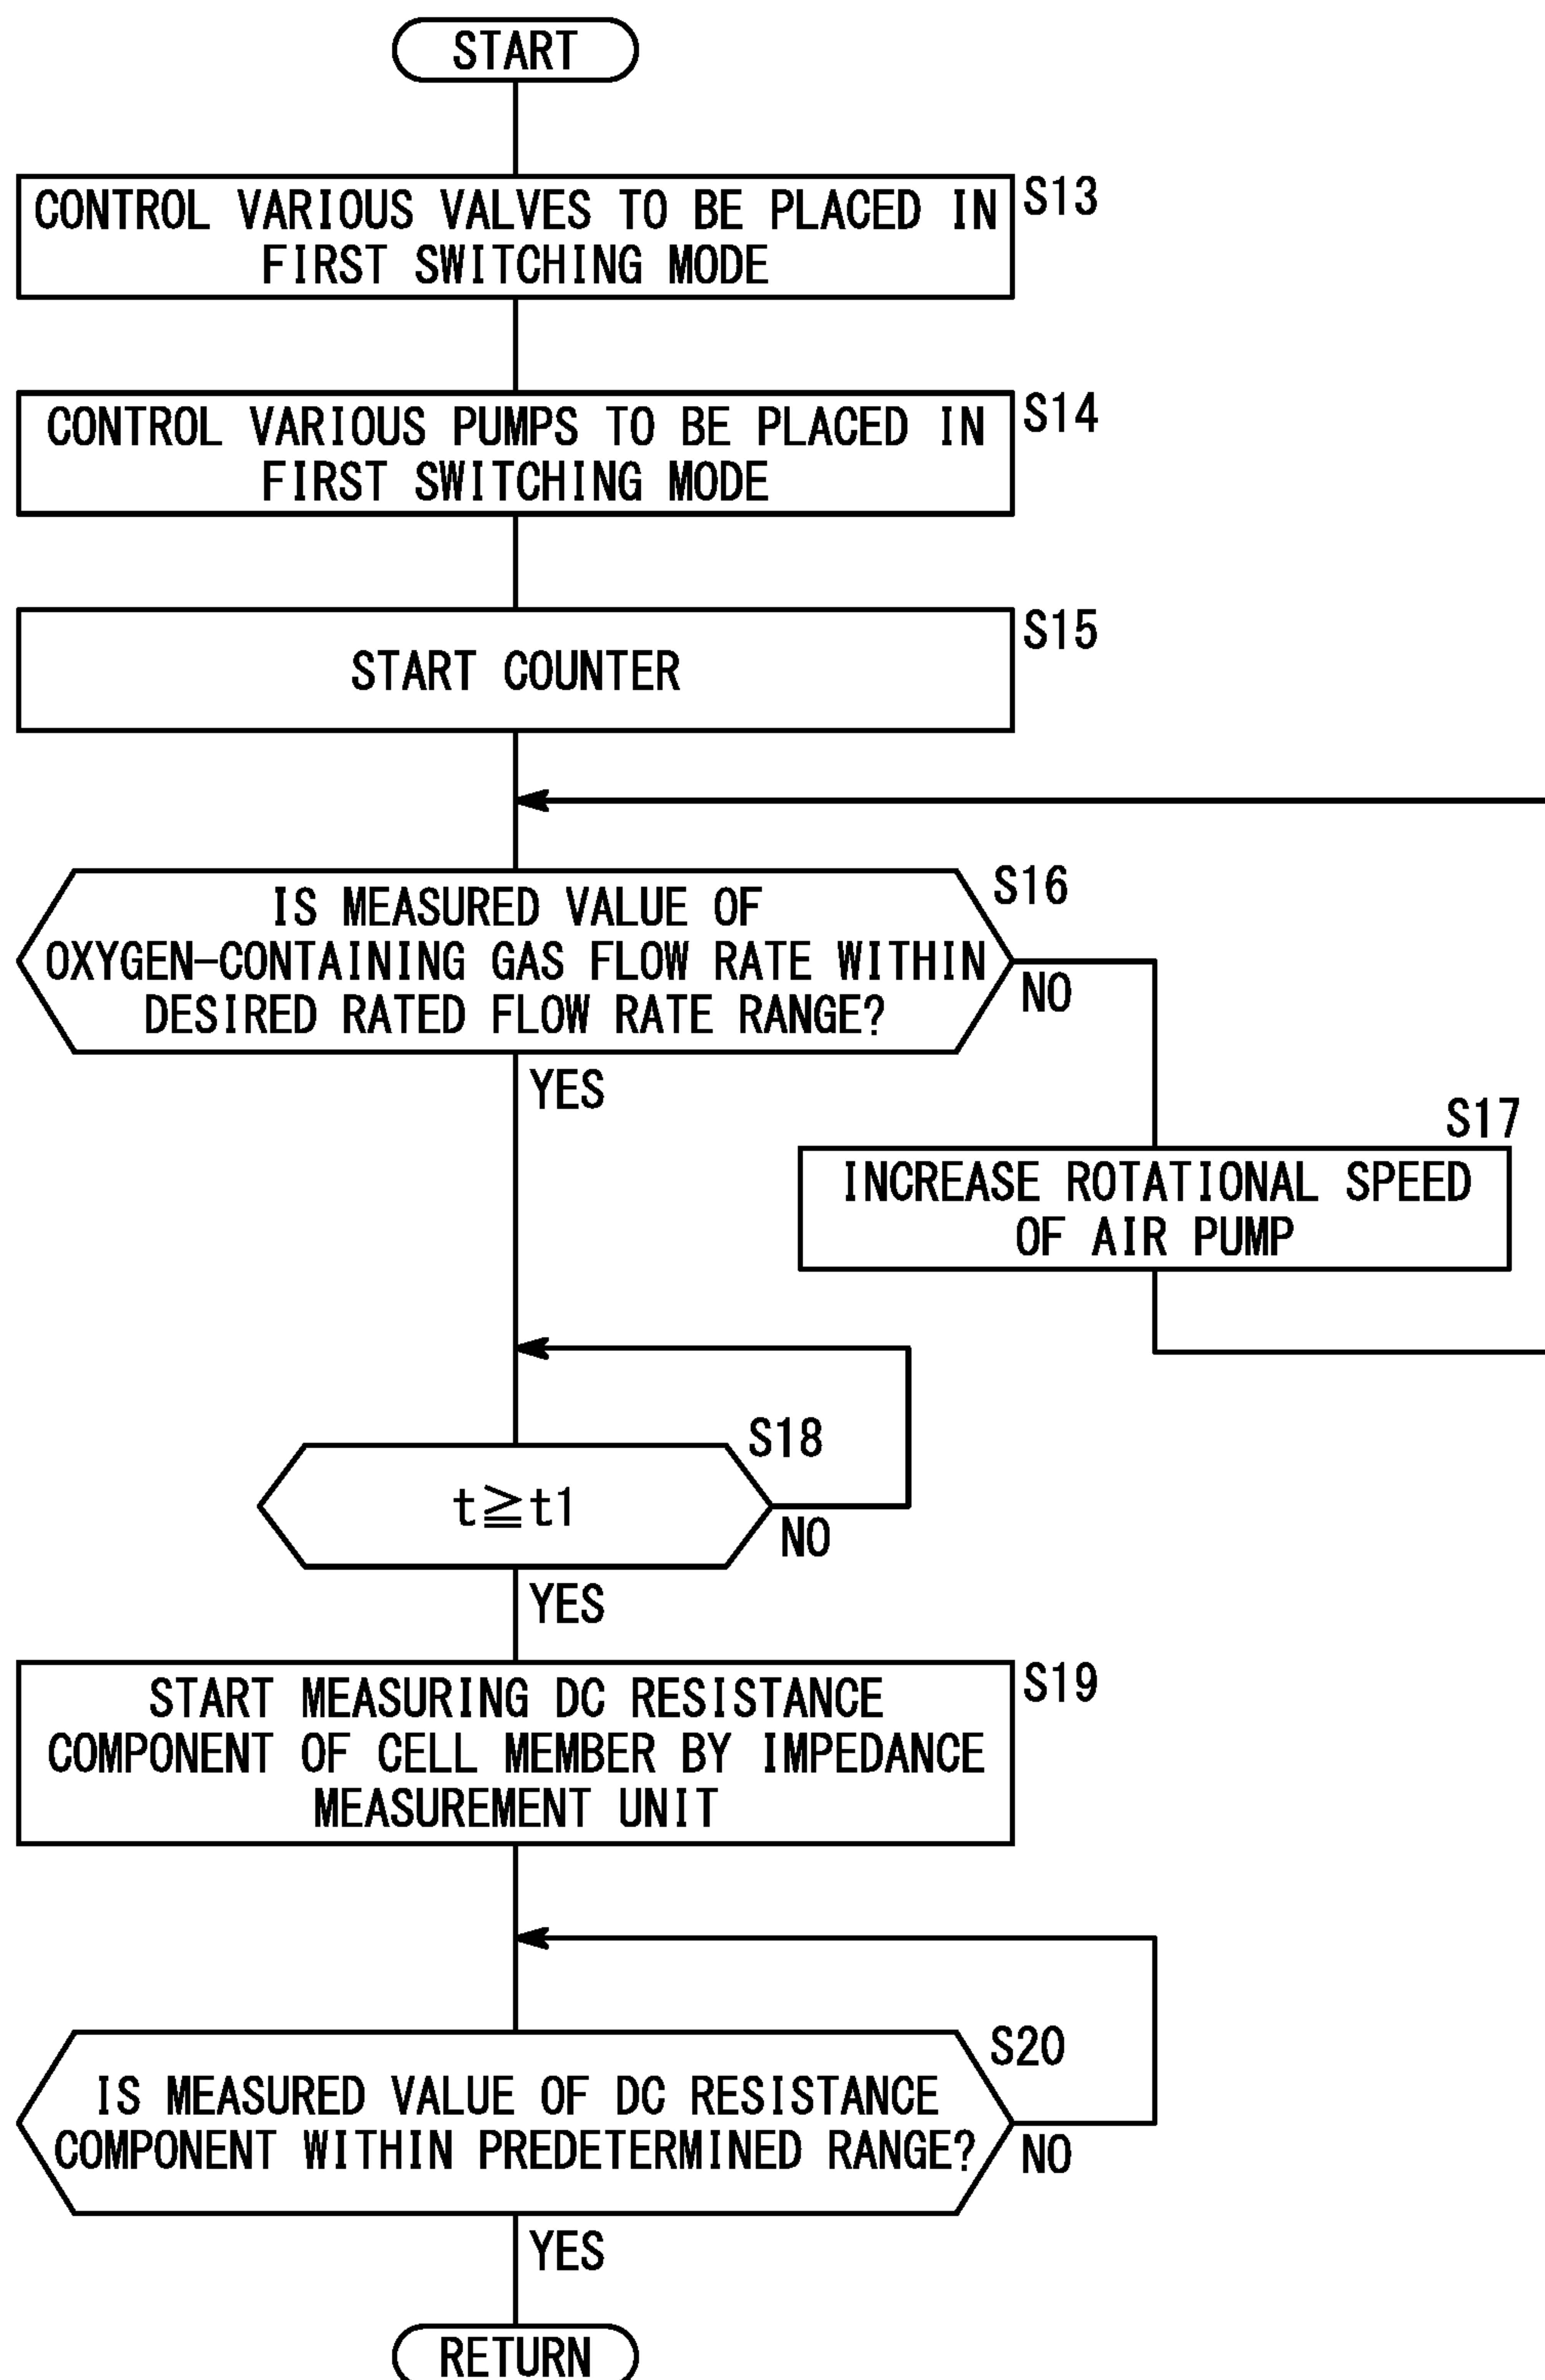 START
S13
CONTROL VARIOUS VALVES TO BE PLACED IN
FIRST SWITCHING MODE
S14
CONTROL VARIOUS PUMPS TO BE PLACED IN
FIRST SWITCHING MODE
S15
START COUNTER
S16
IS MEASURED VALUE OF
OXYGEN-CONTAINING GAS FLOW RATE WITHIN
DESIRED RATED FLOW RATE RANGE?
NO
YES
S17
INCREASE ROTATIONAL SPEED
OF AIR PUMP
S18
t≧t1
NO
YES
S19
START MEASURING DC RESISTANCE
COMPONENT OF CELL MEMBER BY IMPEDANCE
MEASUREMENT UNIT
S20
IS MEASURED VALUE OF DC RESISTANCE
COMPONENT WITHIN PREDETERMINED RANGE?
NO
YES
RETURN